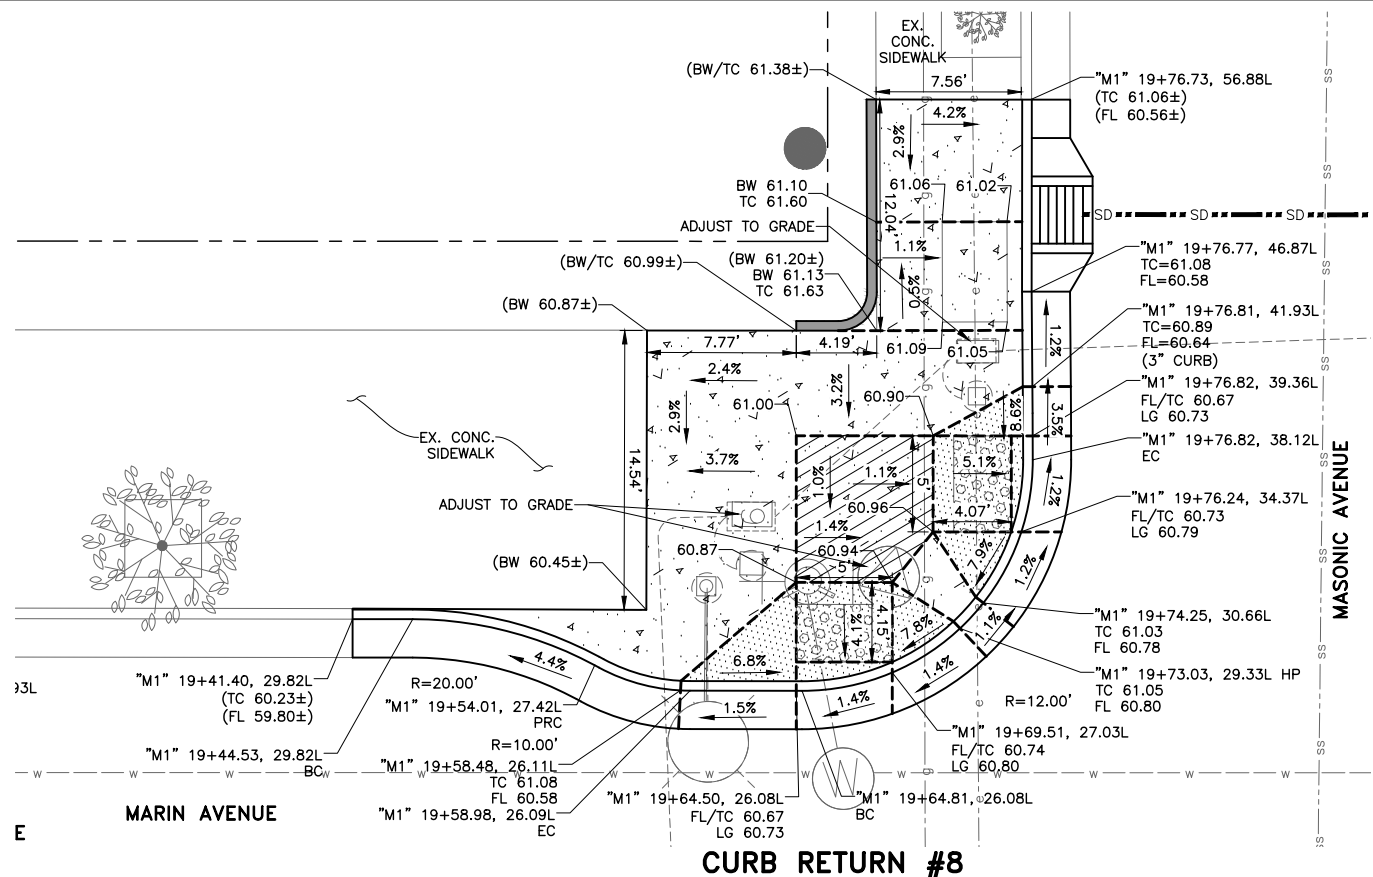 EX.
CONC.
SIDEWALK
(BW/TC 61.38±)
7.56'
"M1" 19+76.73, 56.88L
(TC 61.06±)
(FL 60.56±)
4.2%
2.9%
BW 61.10
TC 61.60
61.06
61.02
ADJUST TO GRADE
12.04'
SD
SD
SD
1.1%
0.5%
(BW 61.20±)
BW 61.13
TC 61.63
(BW/TC 60.99±)
"M1" 19+76.77, 46.87L
TC=61.08
FL=60.58
(BW 60.87±)
"M1" 19+76.81, 41.93L
TC=60.89
FL=60.64
(3" CURB)
7.77'
4.19'
61.09
61.05
1.2%
2.4%
3.2%
2.9%
61.00
60.90
8.6%
3.5%
"M1" 19+76.82, 39.36L
FL/TC 60.67
LG 60.73
EX. CONC.
SIDEWALK
14.54'
3.7%
1.0%
1.1%
5'
5.1%
1.2%
"M1" 19+76.82, 38.12L
EC
MASONIC AVENUE
ADJUST TO GRADE
60.96
4.07'
"M1" 19+76.24, 34.37L
FL/TC 60.73
LG 60.79
1.4%
60.87
60.94
5'
7.9%
1.2%
(BW 60.45±)
4.1%
4.15'
7.8%
.1%
"M1" 19+74.25, 30.66L
TC 61.03
FL 60.78
4.4%
6.8%
1.4%
1.4%
1.5%
"M1" 19+73.03, 29.33L HP
TC 61.05
FL 60.80
93L
"M1" 19+41.40, 29.82L
(TC 60.23±)
(FL 59.80±)
R=20.00'
"M1" 19+54.01, 27.42L
PRC
R=12.00'
"M1" 19+44.53, 29.82L
BC
R=10.00'
"M1" 19+58.48, 26.11L
TC 61.08
FL 60.58
"M1" 19+69.51, 27.03L
FL/TC 60.74
LG 60.80
"M1" 19+58.98, 26.09L
EC
"M1" 19+64.50, 26.08L
FL/TC 60.67
LG 60.73
"M1" 19+64.81, 26.08L
BC
W
MARIN AVENUE
E
CURB RETURN #8